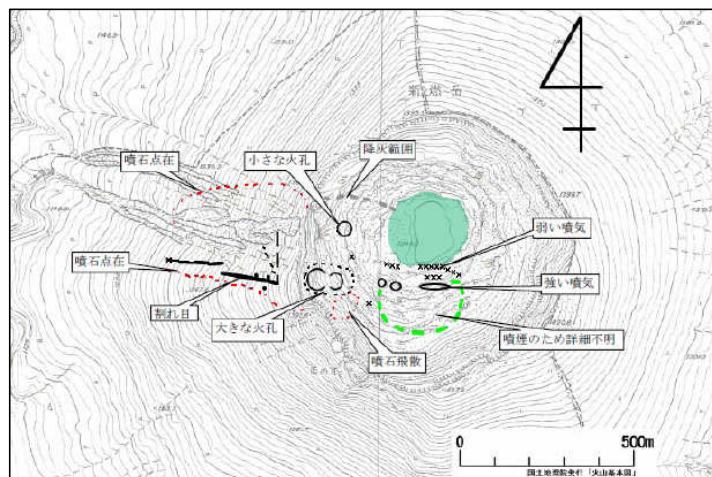 新燃岳
小さな火孔
降灰範囲
噴石点在
弱い噴気
噴石点在
強い噴気
割れ目
大きな火孔
噴煙のため詳細不明
噴石飛散
0 500m
国土地理院発行「火山基本図」